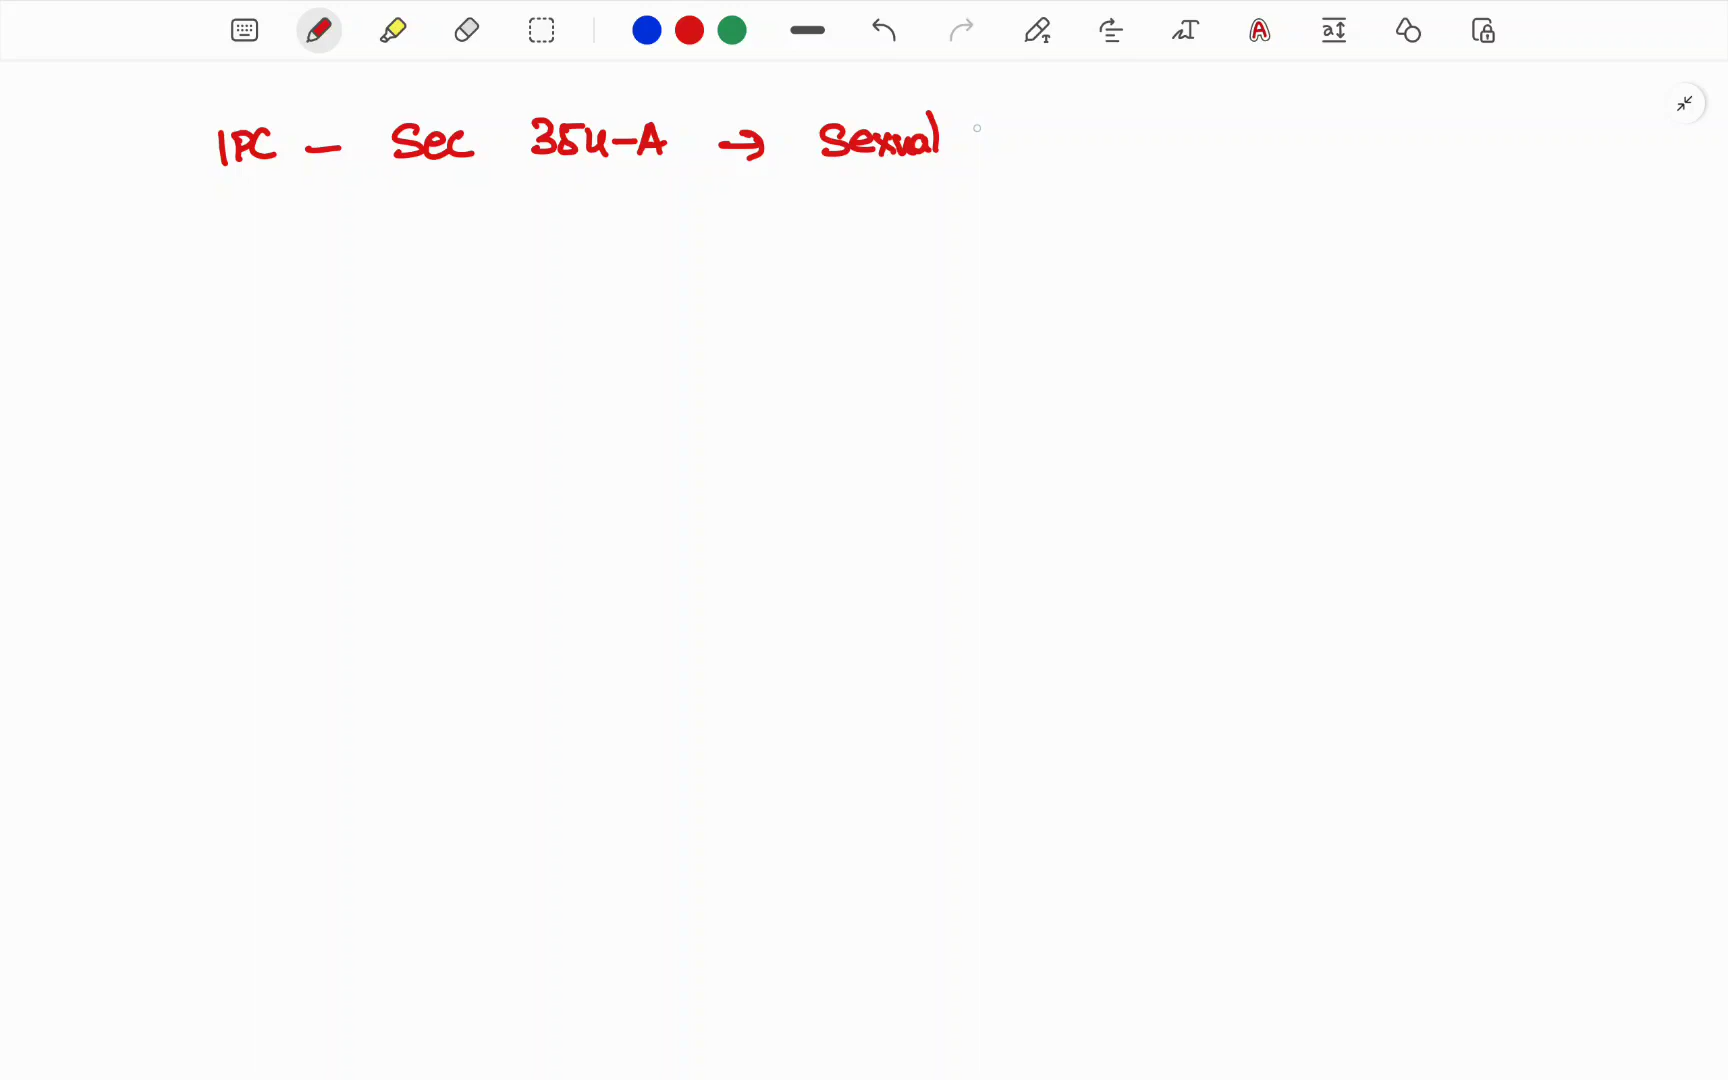 IPC - Sec 354-A → Sexual